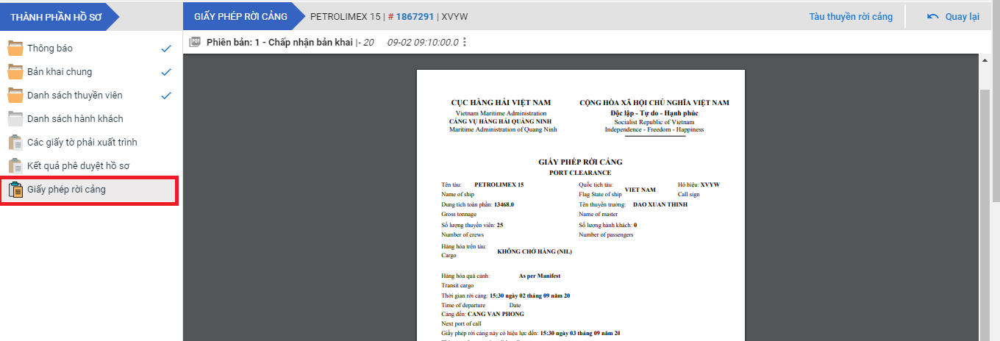 THÀNH PHẦN HỒ SƠ
Thông báo
Bản khai chung
Danh sách thuyền viên
Danh sách hành khách
Các giấy tờ phải xuất trình
Kết quả phê duyệt hồ sơ
Giấy phép rời cảng
GIẤY PHÉP RỜI CẢNG PETROLIMEX 15 | # 1867291 | XVYW Tàu thuyền rời cảng Quay lại
PDF Phiên bản: 1 - Chấp nhận bản khai |- 20 -09-02 09:10:00.0
CỤC HÀNG HẢI VIỆT NAM CỘNG HÒA XÃ HỘI CHỦ NGHĨA VIỆT NAM
Vietnam Maritime Administration Độc lập - Tự do - Hạnh phúc
CẢNG VỤ HÀNG HẢI QUẢNG NINH Socialist Republic of Vietnam
Maritime Administration of Quang Ninh Independence - Freedom - Happiness
GIẤY PHÉP RỜI CẢNG
PORT CLEARANCE
Tên tàu: PETROLIMEX 15 Quốc tịch tàu: VIET NAM Hô hiệu: XVYW
Name of ship Flag State of ship Call sign
Dung tích toàn phần: 13468.0 Tên thuyền trưởng: DAO XUAN THINH
Gross tonnage Name of master
Số lượng thuyền viên: 25 Số lượng hành khách: 0
Number of crews Number of passengers
Hàng hóa trên tàu: KHÔNG CHỞ HÀNG (NIL)
Cargo
Hàng hóa quá cảnh: As per Manifest
Transit cargo
Thời gian rời cảng: 15:30 ngày 02 tháng 09 năm 20
Time of departure Date
Cảng đến: CANG VAN PHONG
Next port of call
Giấy phép rời cảng này có hiệu lực đến: 15:30 ngày 03 tháng 09 năm 20